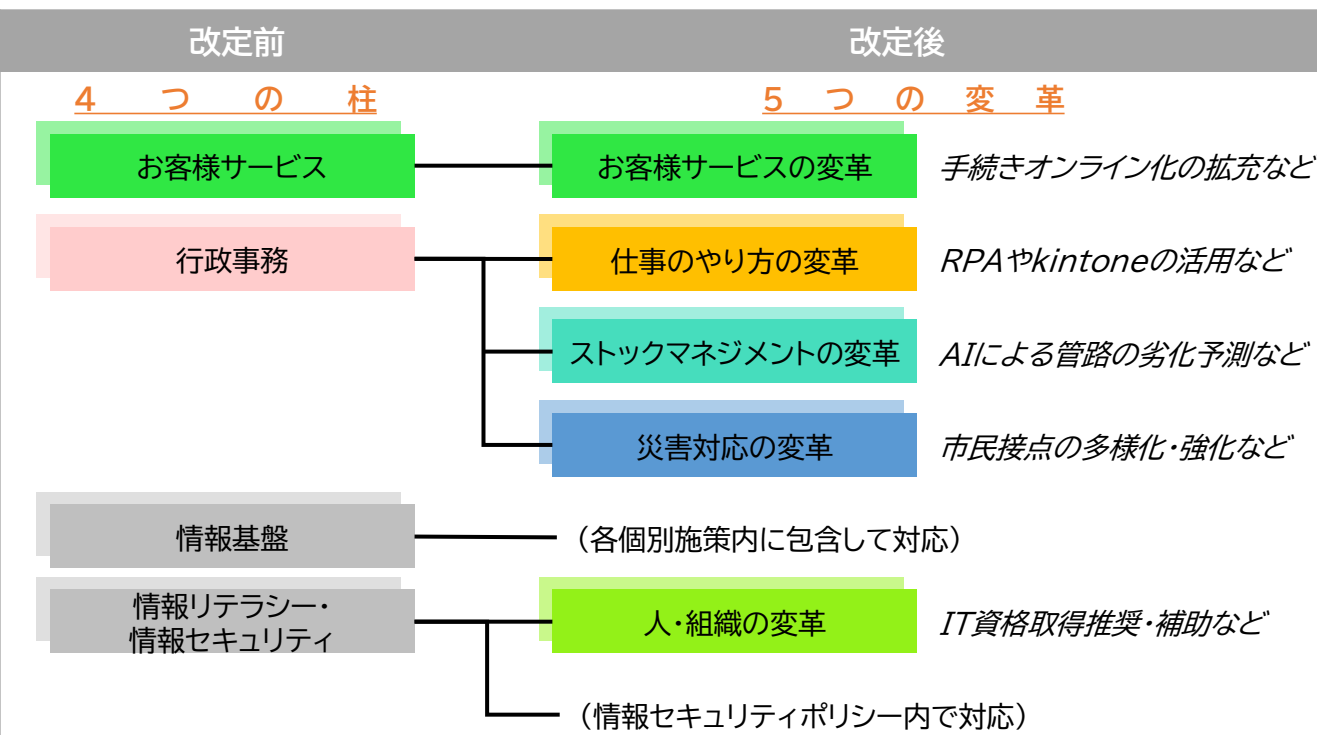 改定前
改定後
4つの柱
5つの変革
お客様サービス
お客様サービスの変革
手続きオンライン化の拡充など
行政事務
仕事のやり方の変革
RPAやkintoneの活用など
ストックマネジメントの変革
AIによる管路の劣化予測など
災害対応の変革
市民接点の多様化・強化など
情報基盤
（各個別施策内に包含して対応）
情報リテラシー・
情報セキュリティ
人・組織の変革
IT資格取得推奨・補助など
（情報セキュリティポリシー内で対応）